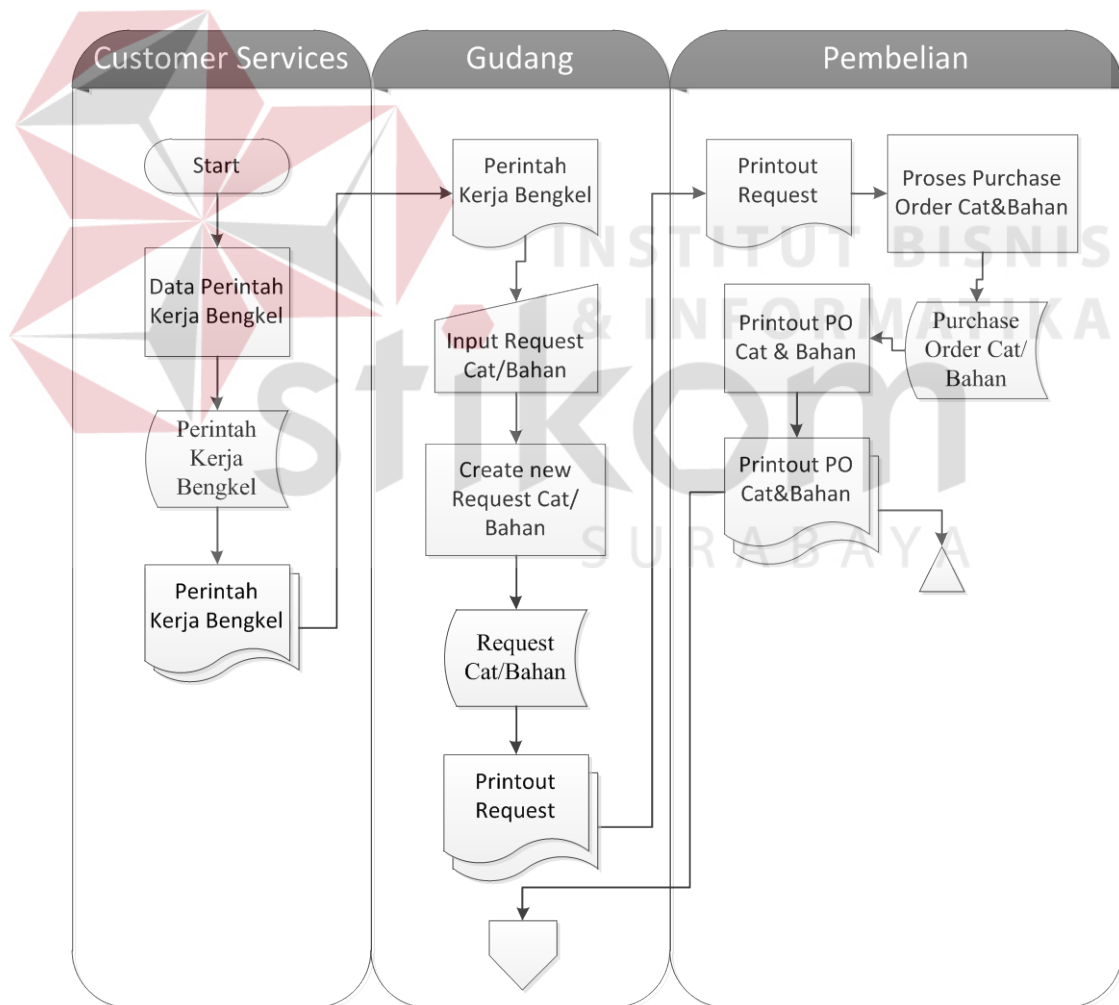 Customer Services
Gudang
Pembelian
Start
Data Perintah
Kerja Bengkel
Perintah
Kerja
Bengkel
Perintah
Kerja Bengkel
Perintah
Kerja Bengkel
Input Request
Cat/Bahan
Create new
Request Cat/
Bahan
Request
Cat/Bahan
Printout
Request
Printout
Request
Proses Purchase
Order Cat&Bahan
Purchase
Order Cat/
Bahan
Printout PO
Cat & Bahan
Printout PO
Cat&Bahan
INSTITUT BISNIS
& INFORMATIKA
stikom
SURABAYA